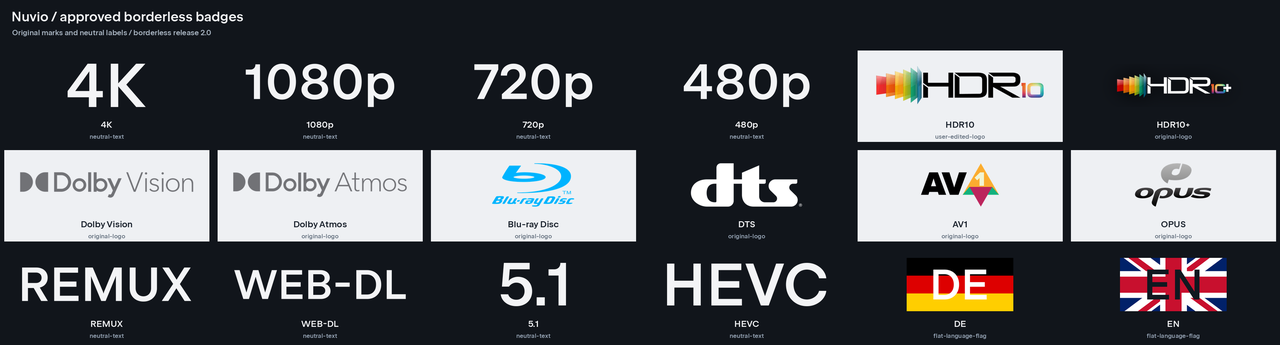 Nuvio / approved borderless badges
Original marks and neutral labels / borderless release 2.0
4K
1080p
720p
480p
HDR10
HDR10+
4K
1080p
720p
480p
HDR10
HDR10+
neutral-text
neutral-text
neutral-text
neutral-text
user-edited-logo
original-logo
Dolby Vision
Dolby Atmos
Blu-ray Disc TM
dts®
AV1
opus
Dolby Vision
Dolby Atmos
Blu-ray Disc
DTS
AV1
OPUS
original-logo
original-logo
original-logo
original-logo
original-logo
original-logo
REMUX
WEB-DL
5.1
HEVC
DE
EN
REMUX
WEB-DL
5.1
HEVC
DE
EN
neutral-text
neutral-text
neutral-text
neutral-text
flat-language-flag
flat-language-flag